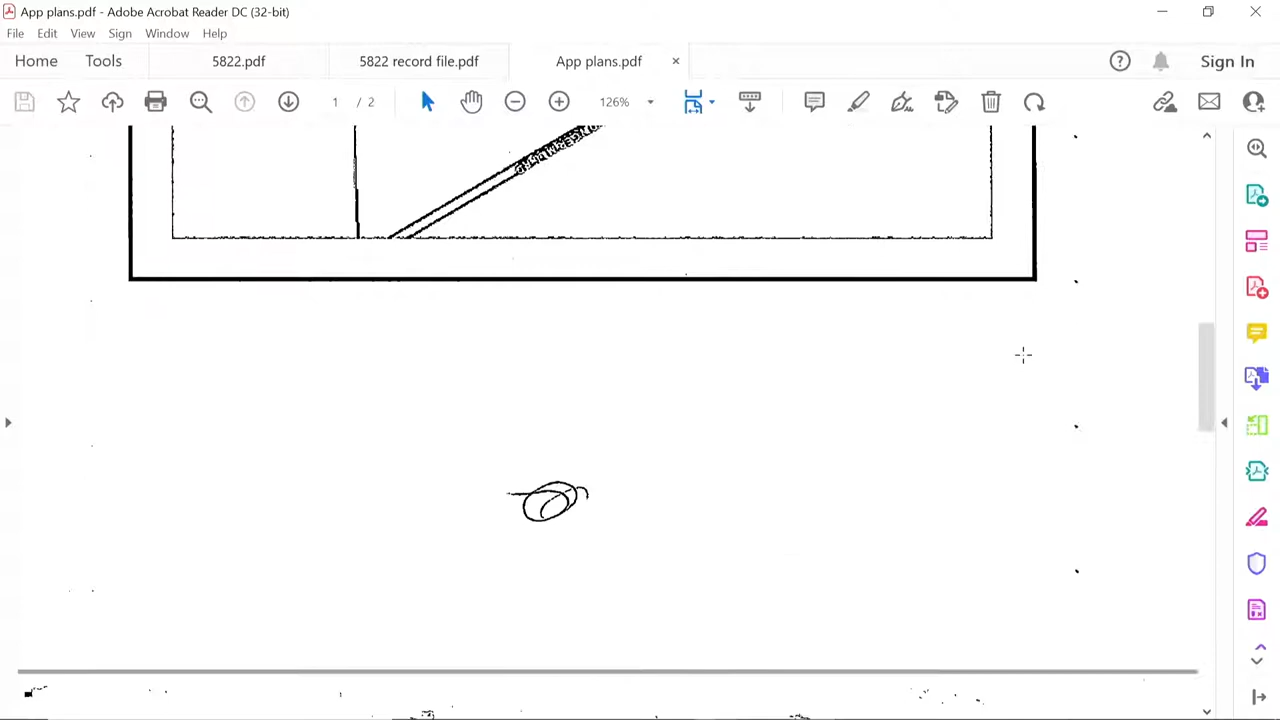 App plans.pdf - Adobe Acrobat Reader DC (32-bit)
File Edit View Sign Window Help
Home Tools 5822.pdf 5822 record file.pdf App plans.pdf Sign In
1 / 2 126%